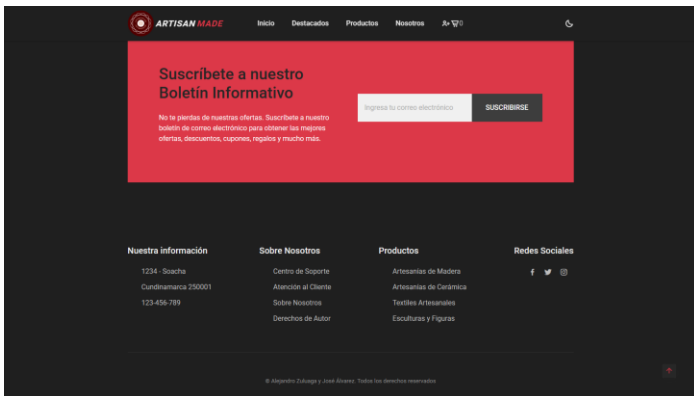 ARTISAN MADE
Inicio Destacados Productos Nosotros 0
Suscríbete a nuestro
Boletín Informativo
No te pierdas de nuestras ofertas. Suscríbete a nuestro
boletín de correo electrónico para obtener las mejores
ofertas, descuentos, cupones, regalos y mucho más.
Ingresa tu correo electrónico SUSCRIBIRSE
Nuestra información
1234 - Soacha
Cundinamarca 250001
123-456-789
Sobre Nosotros
Centro de Soporte
Atención al Cliente
Sobre Nosotros
Derechos de Autor
Productos
Artesanías de Madera
Artesanías de Cerámica
Textiles Artesanales
Esculturas y Figuras
Redes Sociales
© Alejandro Zuluaga y José Álvarez. Todos los derechos reservados